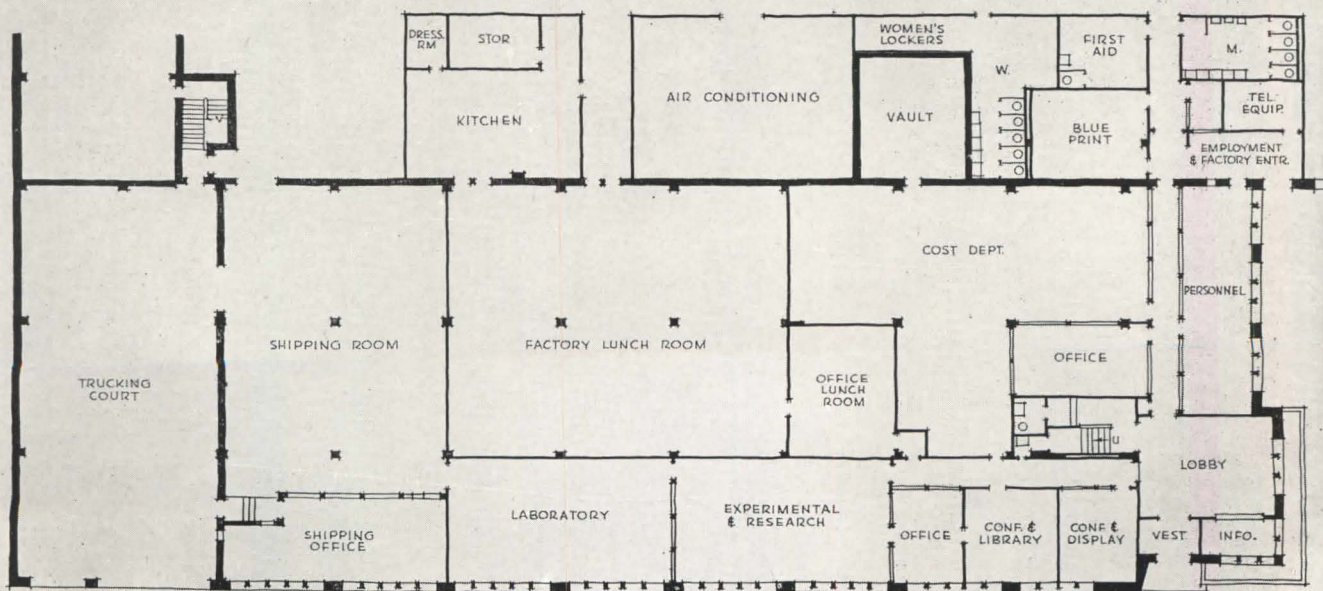 DRESS.
RM
STOR
KITCHEN
AIR CONDITIONING
WOMEN'S
LOCKERS
VAULT
W.
FIRST
AID
BLUE
PRINT
M.
TEL.
EQUIP.
EMPLOYMENT
& FACTORY ENTR.
TRUCKING
COURT
SHIPPING ROOM
FACTORY LUNCH ROOM
COST DEPT.
PERSONNEL
OFFICE
OFFICE
LUNCH
ROOM
U
LOBBY
SHIPPING
OFFICE
LABORATORY
EXPERIMENTAL
& RESEARCH
OFFICE
CONF. &
LIBRARY
CONF. &
DISPLAY
VEST.
INFO.